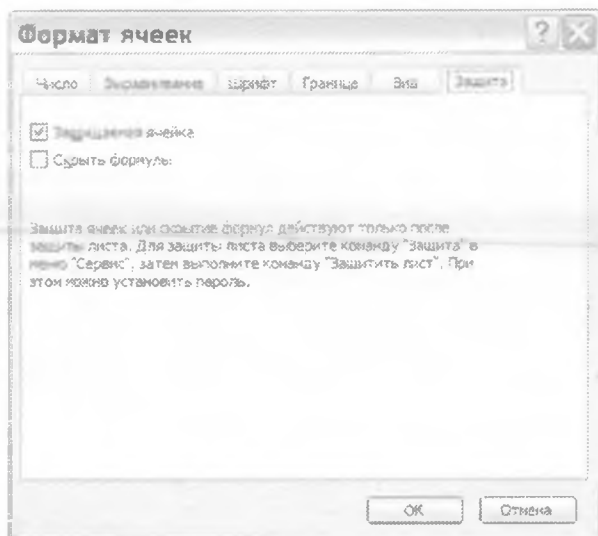 Формат ячеек
Число Выравнивание Шрифт Граница Вид Защита
Защищаемая ячейка
Скрыть формулы
Защита ячеек или скрытие формул действуют только после
защиты листа. Для защиты листа выберите команду "Защита" в
меню "Сервис", затем выполните команду "Защитить лист". При
этом можно установить пароль.
ОК Отмена